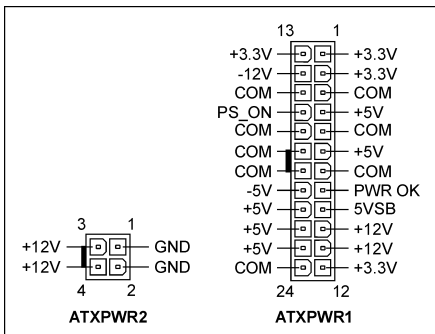 13 1
+3.3V +3.3V
-12V +3.3V
COM COM
PS_ON +5V
COM COM
COM +5V
COM COM
-5V PWR OK
+5V 5VSB
+5V +12V
+5V +12V
COM +3.3V
24 12
ATXPWR1
3 1
+12V GND
+12V GND
4 2
ATXPWR2